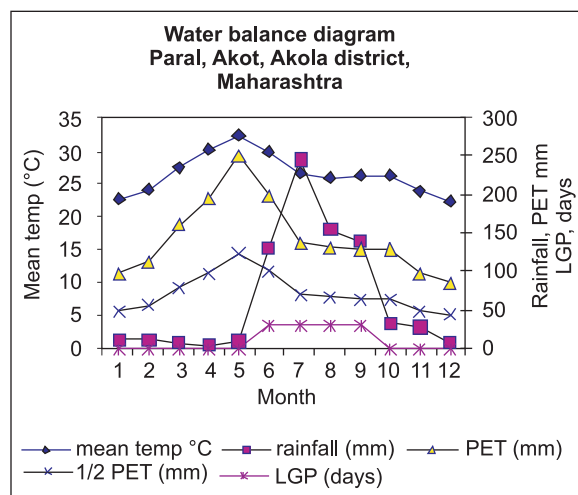 Water balance diagram
Paral, Akot, Akola district,
Maharashtra
35
30
25
20
15
10
5
0
Mean temp (°C)
300
250
200
150
100
50
0
Rainfall, PET mm
LGP, days
1 2 3 4 5 6 7 8 9 10 11 12
Month
mean temp °C rainfall (mm) PET (mm)
1/2 PET (mm) LGP (days)